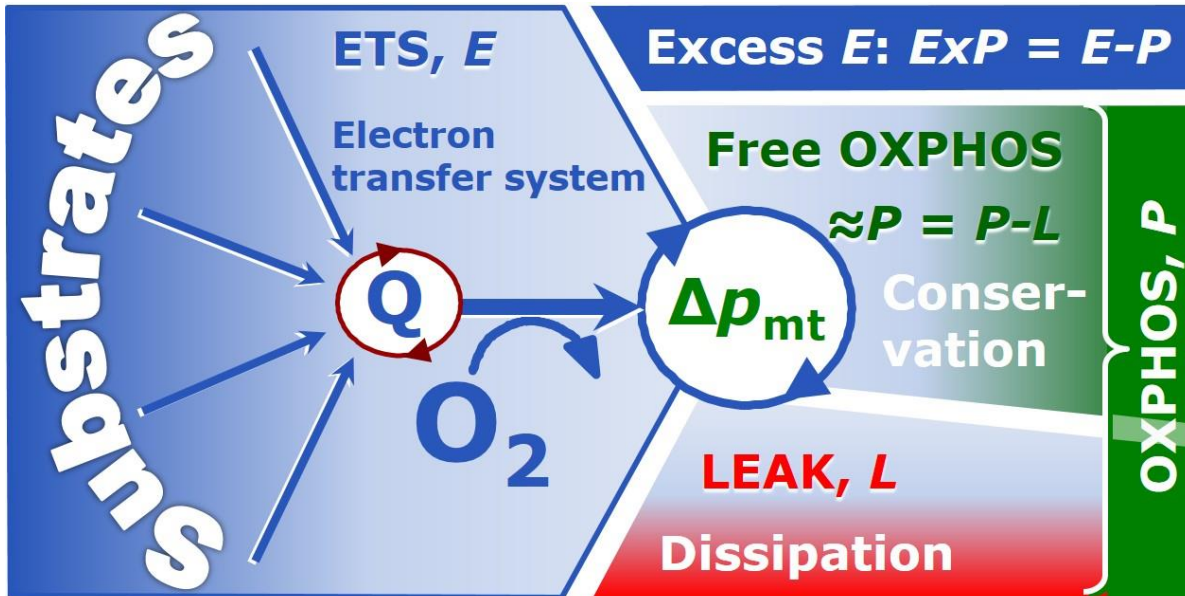 Substrates
ETS, E
Electron
transfer system
Q
O2
Δpmt
Excess E: ExP = E-P
Free OXPHOS
≈P = P-L
Conser-
vation
LEAK, L
Dissipation
OXPHOS, P